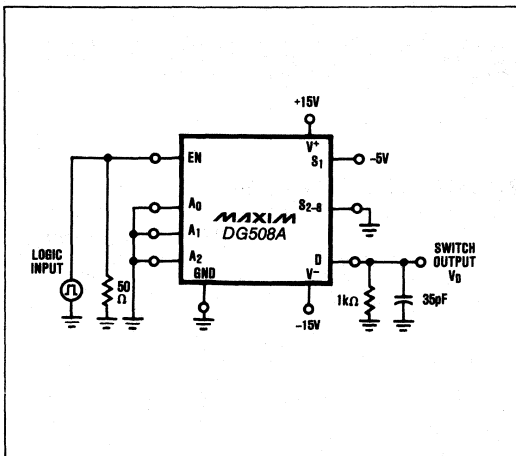 +15V
V+
EN
S1
-5V
A0
S2-8
A1
MAXIM
DG508A
A2
D
SWITCH
OUTPUT
VD
LOGIC
INPUT
GND
V-
50
Ω
1kΩ
35pF
-15V